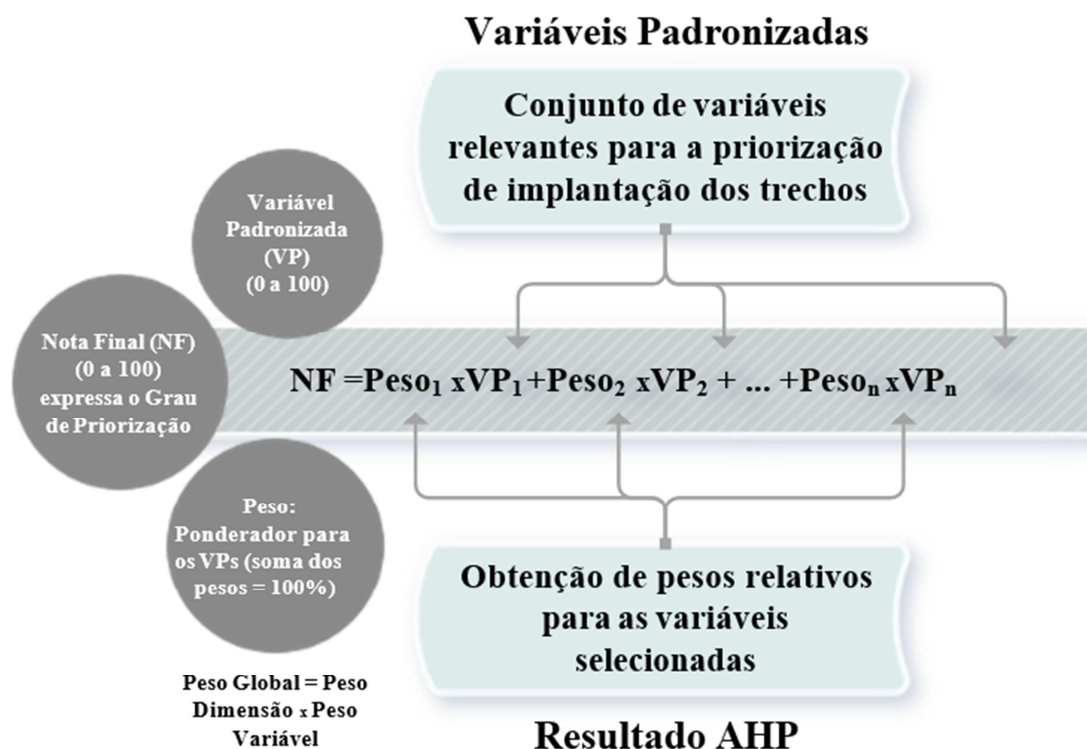 Variáveis Padronizadas
Conjunto de variáveis
relevantes para a priorização
de implantação dos trechos
Variável
Padronizada
(VP)
(0 a 100)
Nota Final (NF)
(0 a 100)
expressa o Grau
de Priorização
NF =Peso₁ xVP₁+Peso₂ xVP₂ + ... +Pesoₙ xVPₙ
Peso:
Ponderador para
os VPs (soma dos
pesos = 100%)
Obtenção de pesos relativos
para as variáveis
selecionadas
Peso Global = Peso
Dimensão x Peso
Variável
Resultado AHP